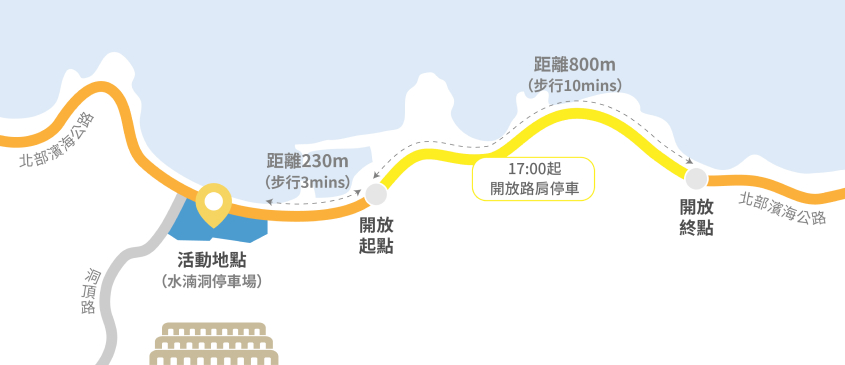 距離800m
（步行10mins）
北部濱海公路
距離230m
（步行3mins）
17:00起
開放路肩停車
開放
起點
開放
終點
北部濱海公路
活動地點
（水湳洞停車場）
洞頂路